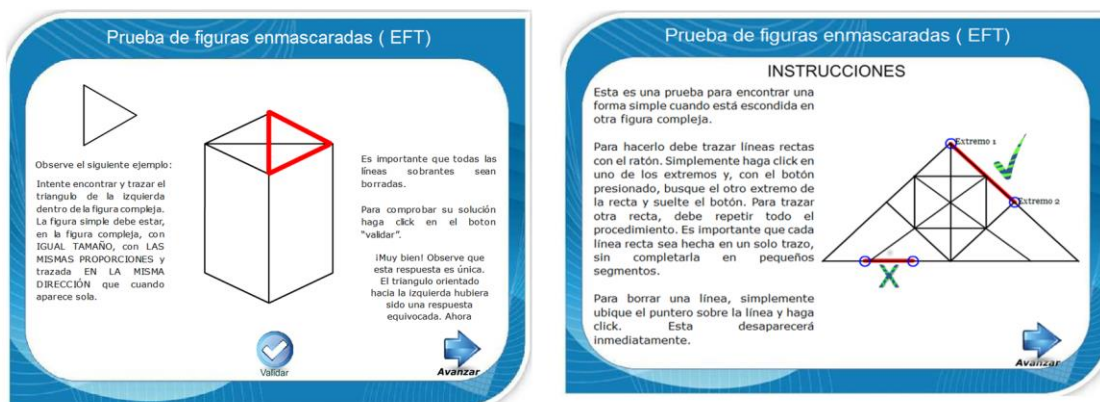 Prueba de figuras enmascaradas ( EFT)
Observe el siguiente ejemplo:
Intente encontrar y trazar el
triangulo de la izquierda
dentro de la figura compleja.
La figura simple debe estar,
en la figura compleja, con
IGUAL TAMAÑO, con LAS
MISMAS PROPORCIONES y
trazada EN LA MISMA
DIRECCIÓN que cuando
aparece sola.
Es importante que todas las
líneas sobrantes sean
borradas.
Para comprobar su solución
haga click en el boton
"validar".
¡Muy bien! Observe que
esta respuesta es única.
El triangulo orientado
hacia la izquierda hubiera
sido una respuesta
equivocada. Ahora
Validar
Avanzar
Prueba de figuras enmascaradas ( EFT)
INSTRUCCIONES
Esta es una prueba para encontrar una
forma simple cuando está escondida en
otra figura compleja.
Para hacerlo debe trazar líneas rectas
con el ratón. Simplemente haga click en
uno de los extremos y, con el botón
presionado, busque el otro extremo de
la recta y suelte el botón. Para trazar
otra recta, debe repetir todo el
procedimiento. Es importante que cada
línea recta sea hecha en un solo trazo,
sin completarla en pequeños
segmentos.
Para borrar una línea, simplemente
ubique el puntero sobre la línea y haga
click. Esta desaparecerá
inmediatamente.
Extremo 1
Extremo 2
Avanzar